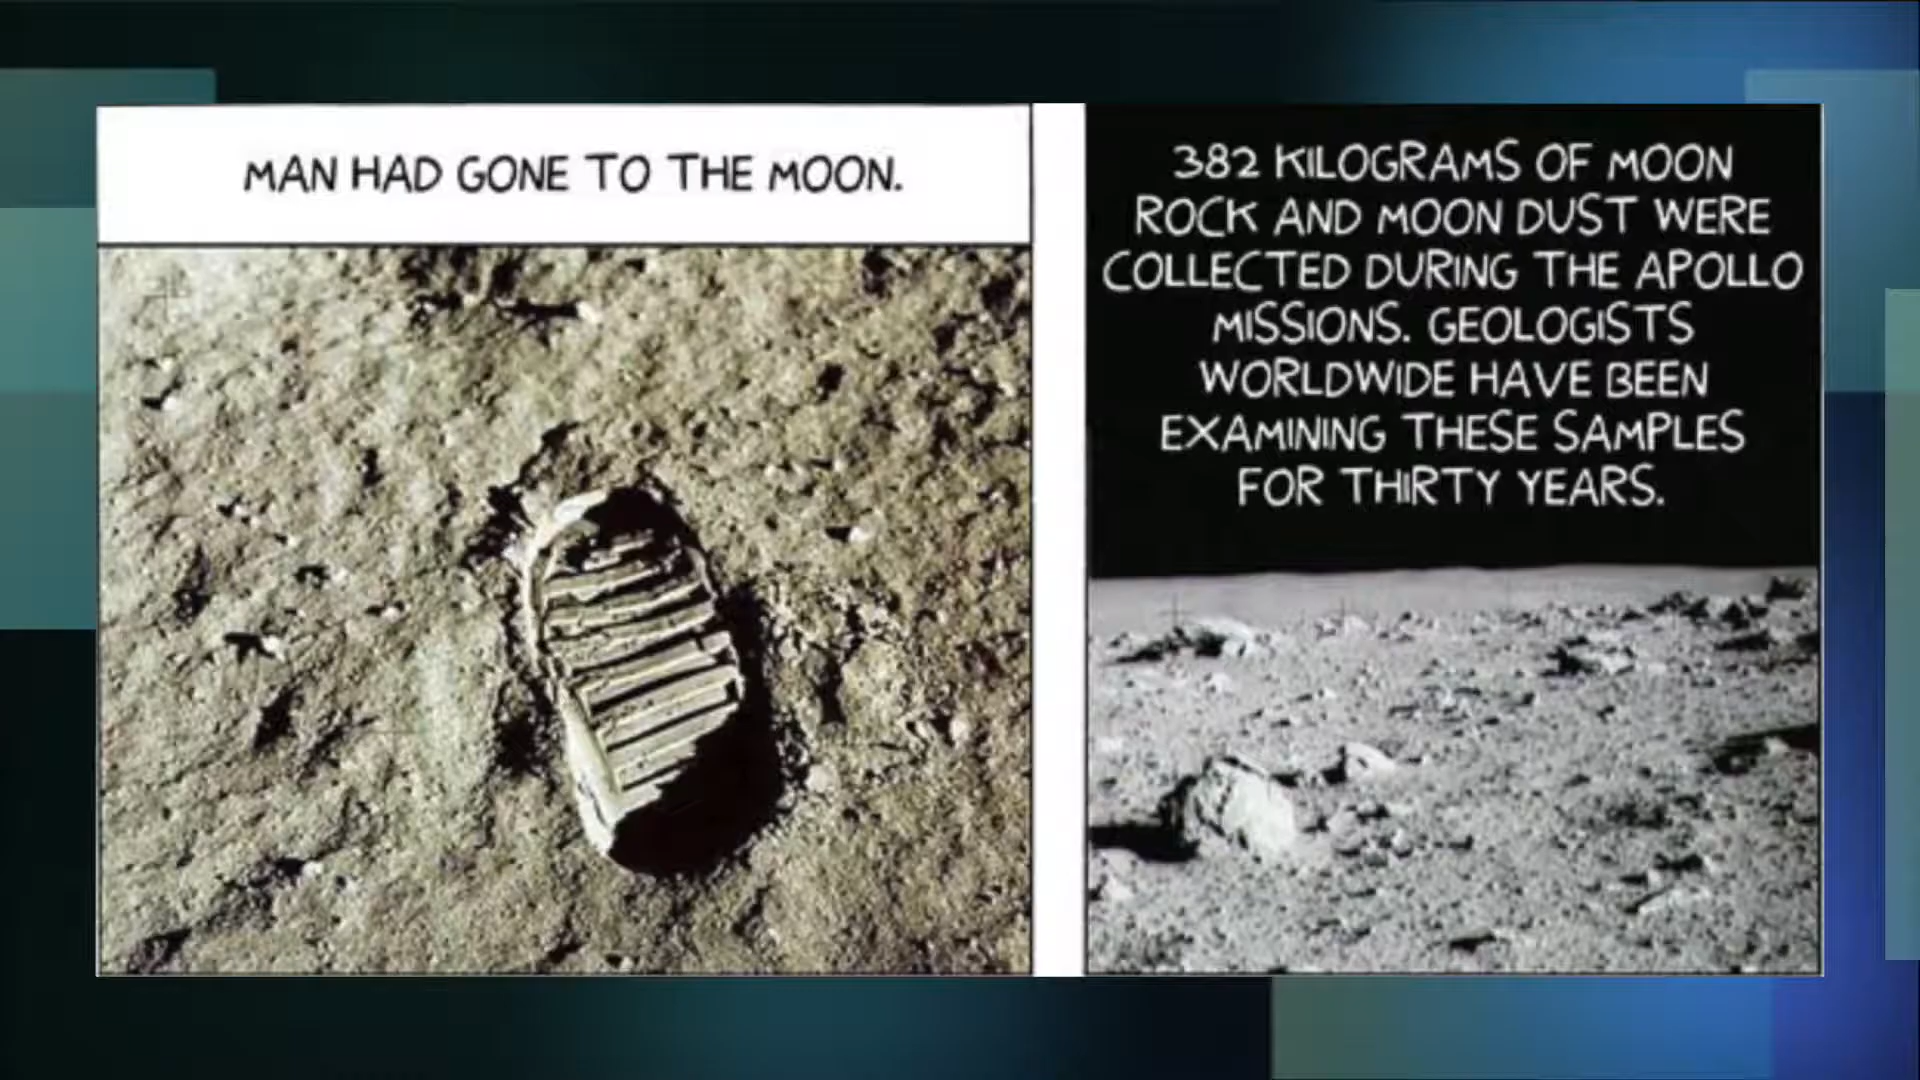 MAN HAD GONE TO THE MOON.
382 KILOGRAMS OF MOON
ROCK AND MOON DUST WERE
COLLECTED DURING THE APOLLO
MISSIONS. GEOLOGISTS
WORLDWIDE HAVE BEEN
EXAMINING THESE SAMPLES
FOR THIRTY YEARS.